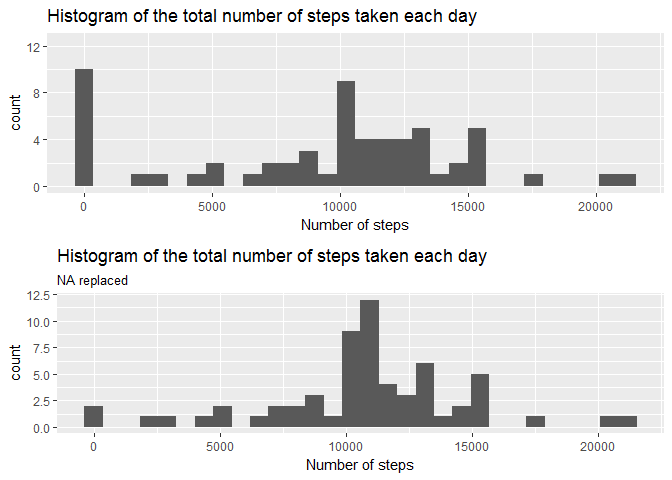 Histogram of the total number of steps taken each day
12
8
4
0
count
0 5000 10000 15000 20000
Number of steps
Histogram of the total number of steps taken each day
NA replaced
12.5
10.0
7.5
5.0
2.5
0.0
count
0 5000 10000 15000 20000
Number of steps